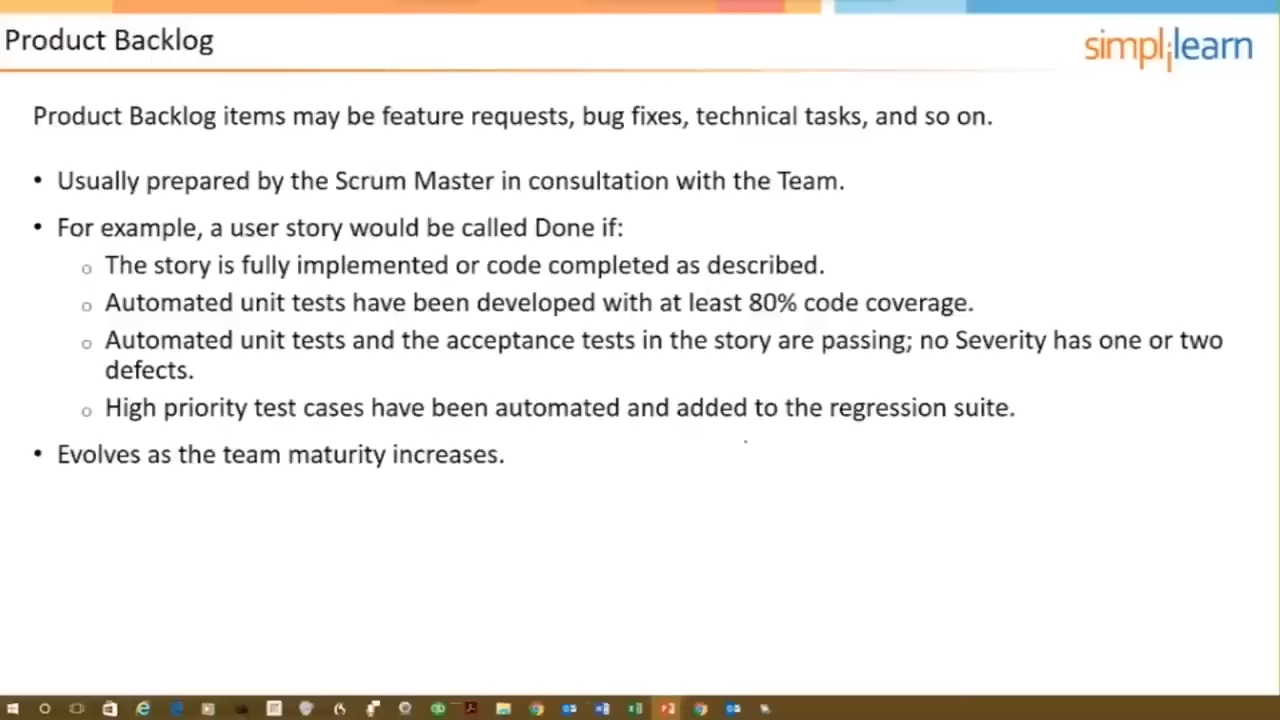 Product Backlog
simplilearn
Product Backlog items may be feature requests, bug fixes, technical tasks, and so on.
• Usually prepared by the Scrum Master in consultation with the Team.
• For example, a user story would be called Done if:
o The story is fully implemented or code completed as described.
o Automated unit tests have been developed with at least 80% code coverage.
o Automated unit tests and the acceptance tests in the story are passing; no Severity has one or two
defects.
o High priority test cases have been automated and added to the regression suite.
• Evolves as the team maturity increases.